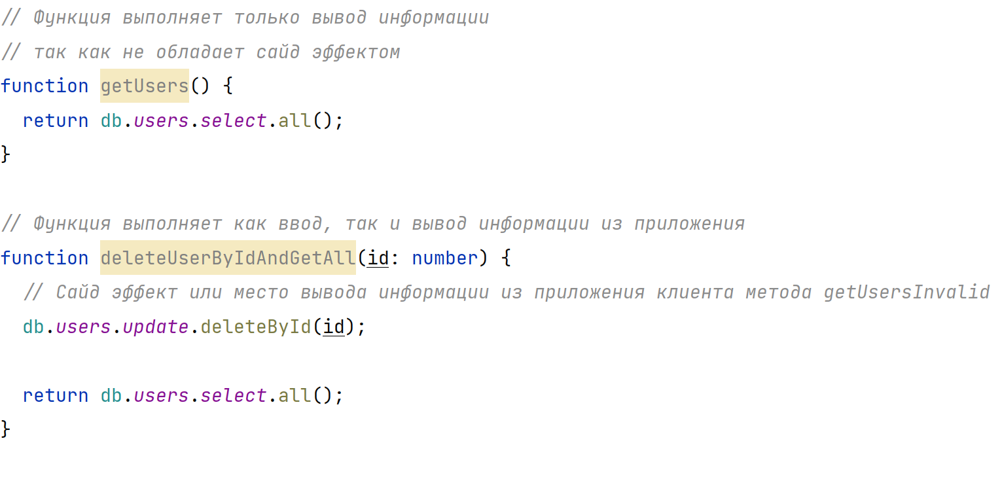 // Функция выполняет только вывод информации
// так как не обладает сайд эффектом
function getUsers() {
  return db.users.select.all();
}

// Функция выполняет как ввод, так и вывод информации из приложения
function deleteUserByIdAndGetAll(id: number) {
  // Сайд эффект или место вывода информации из приложения клиента метода getUsersInvalid
  db.users.update.deleteById(id);

  return db.users.select.all();
}